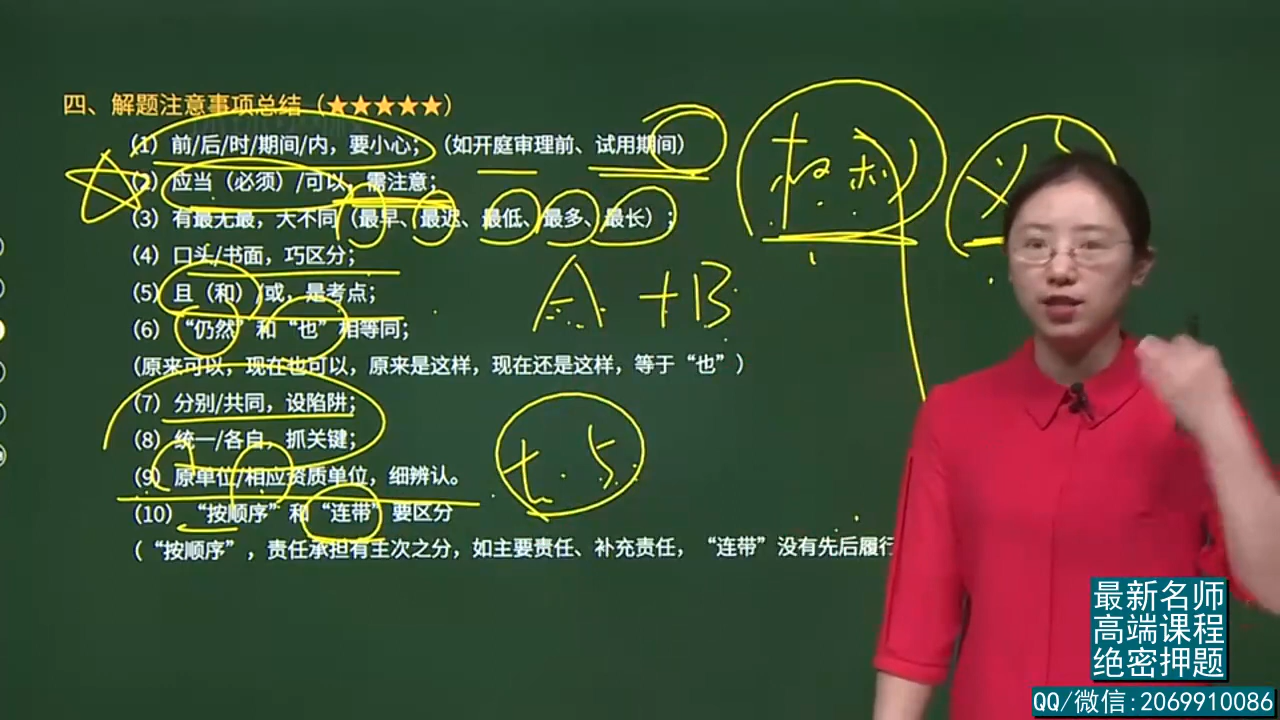 四、解题注意事项总结（★★★★★）
（1）前/后/时/期间/内，要小心；（如开庭审理前、试用期间）
（2）应当（必须）/可以，需注意；
（3）有最无最，大不同（最早、最迟、最低、最多、最长）；
（4）口头/书面，巧区分；
（5）且（和）/或，是考点；
（6）“仍然”和“也”相等同；
（原来可以，现在也可以，原来是这样，现在还是这样，等于“也”）
（7）分别/共同，设陷阱；
（8）统一/各自，抓关键；
（9）原单位/相应资质单位，细辨认。
（10）“按顺序”和“连带”要区分
（“按顺序”，责任承担有主次之分，如主要责任、补充责任，“连带”没有先后履行
权利
A+B
最新名师
高端课程
绝密押题
QQ/微信:2069910086